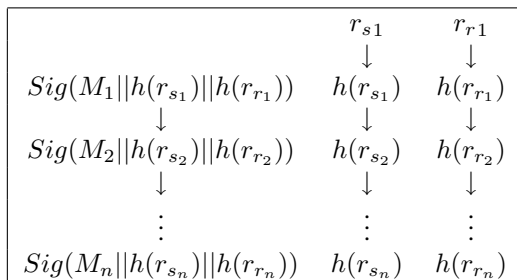 r_{s1} r_{r1}
↓ ↓
Sig(M_1||h(r_{s_1})||h(r_{r_1})) h(r_{s_1}) h(r_{r_1})
↓ ↓ ↓
Sig(M_2||h(r_{s_2})||h(r_{r_2})) h(r_{s_2}) h(r_{r_2})
↓ ↓ ↓
⋮ ⋮ ⋮
Sig(M_n||h(r_{s_n})||h(r_{r_n})) h(r_{s_n}) h(r_{r_n})